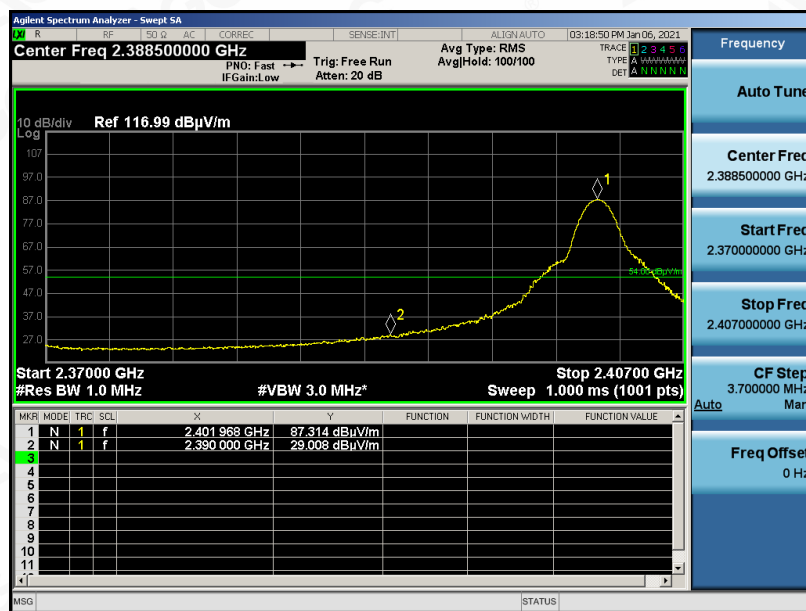 Agilent Spectrum Analyzer - Swept SA
LXI R RF 50 Ω AC CORREC SENSE:INT ALIGNAUTO 03:18:50 PM Jan 06, 2021
Center Freq 2.388500000 GHz
PNO: Fast
IFGain:Low
Trig: Free Run
Atten: 20 dB
Avg Type: RMS
Avg|Hold: 100/100
TRACE 1 2 3 4 5 6
TYPE A WWWWW
DET A N N N N N
10 dB/div Ref 116.99 dBµV/m
Log
107
97.0
87.0
77.0
67.0
57.0
47.0
37.0
27.0
1
2
54.00 dBµV/m
Start 2.37000 GHz Stop 2.40700 GHz
#Res BW 1.0 MHz #VBW 3.0 MHz* Sweep 1.000 ms (1001 pts)
MKR MODE TRC SCL X Y FUNCTION FUNCTION WIDTH FUNCTION VALUE
1 N 1 f 2.401 968 GHz 87.314 dBµV/m
2 N 1 f 2.390 000 GHz 29.008 dBµV/m
3
4
5
6
7
8
9
10
11
MSG STATUS
Frequency
Auto Tune
Center Freq
2.388500000 GHz
Start Freq
2.370000000 GHz
Stop Freq
2.407000000 GHz
CF Step
3.700000 MHz
Auto Man
Freq Offset
0 Hz